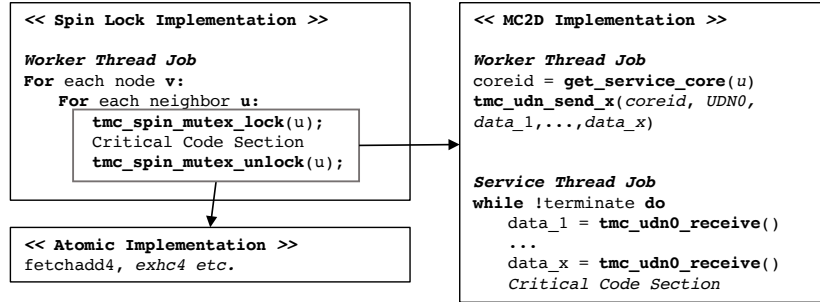 << Spin Lock Implementation >>
Worker Thread Job
For each node v:
For each neighbor u:
tmc_spin_mutex_lock(u);
Critical Code Section
tmc_spin_mutex_unlock(u);
<< Atomic Implementation >>
fetchadd4, exhc4 etc.
<< MC2D Implementation >>
Worker Thread Job
coreid = get_service_core(u)
tmc_udn_send_x(coreid, UDN0,
data_1,...,data_x)
Service Thread Job
while !terminate do
data_1 = tmc_udn0_receive()
...
data_x = tmc_udn0_receive()
Critical Code Section